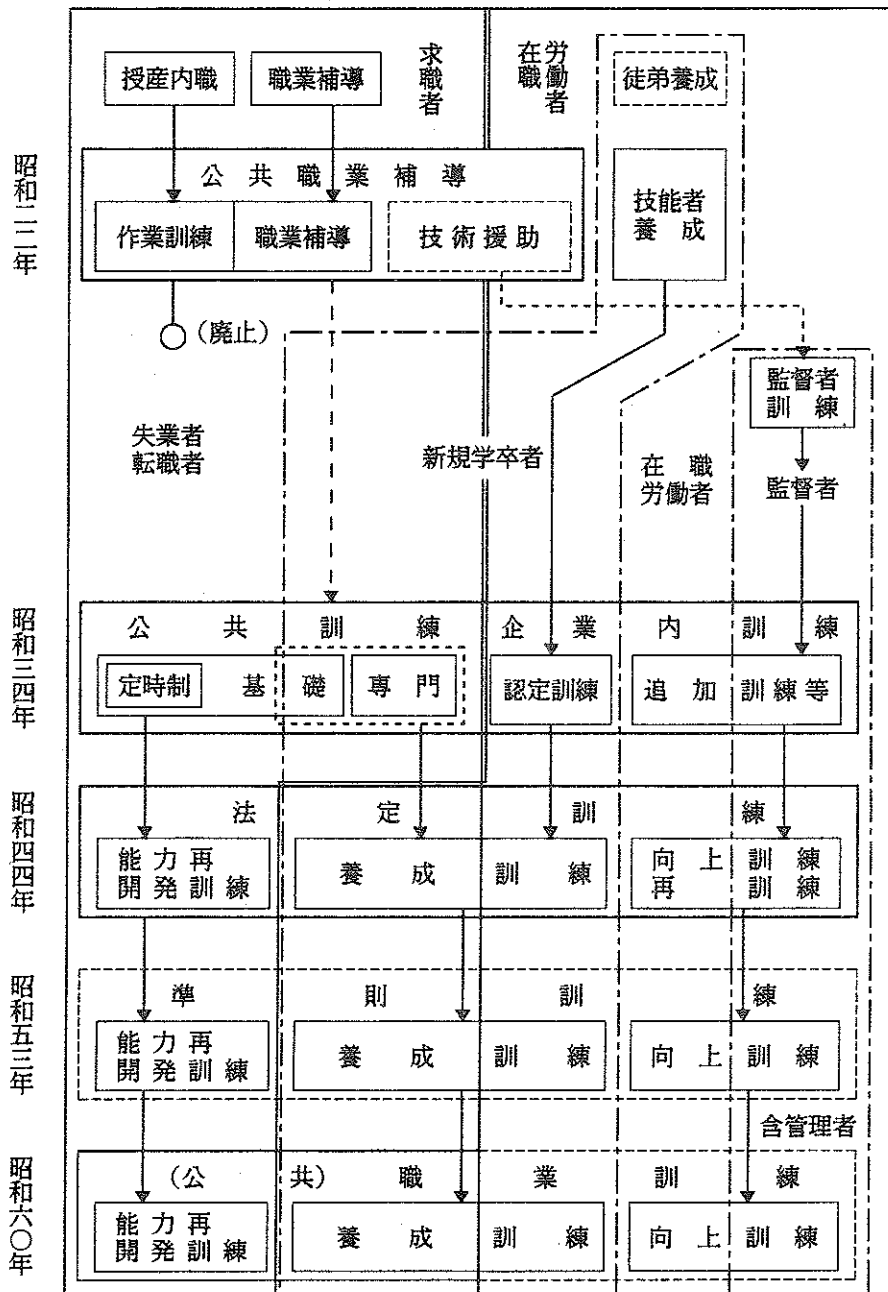 求職者
在職労働者
授産内職
職業補導
徒弟養成
昭和二二年
公共職業補導
作業訓練
職業補導
技術援助
技能者
養成
(廃止)
監督者
訓練
失業者
転職者
新規学卒者
在職
労働者
監督者
昭和三四年
公共訓練
企業内訓練
定時制
基礎
専門
認定訓練
追加訓練等
昭和四四年
法定訓練
能力再
開発訓練
養成訓練
向上訓練
再訓練
昭和五三年
準則訓練
能力再
開発訓練
養成訓練
向上訓練
含管理者
昭和六〇年
(公共)職業訓練
能力再
開発訓練
養成訓練
向上訓練